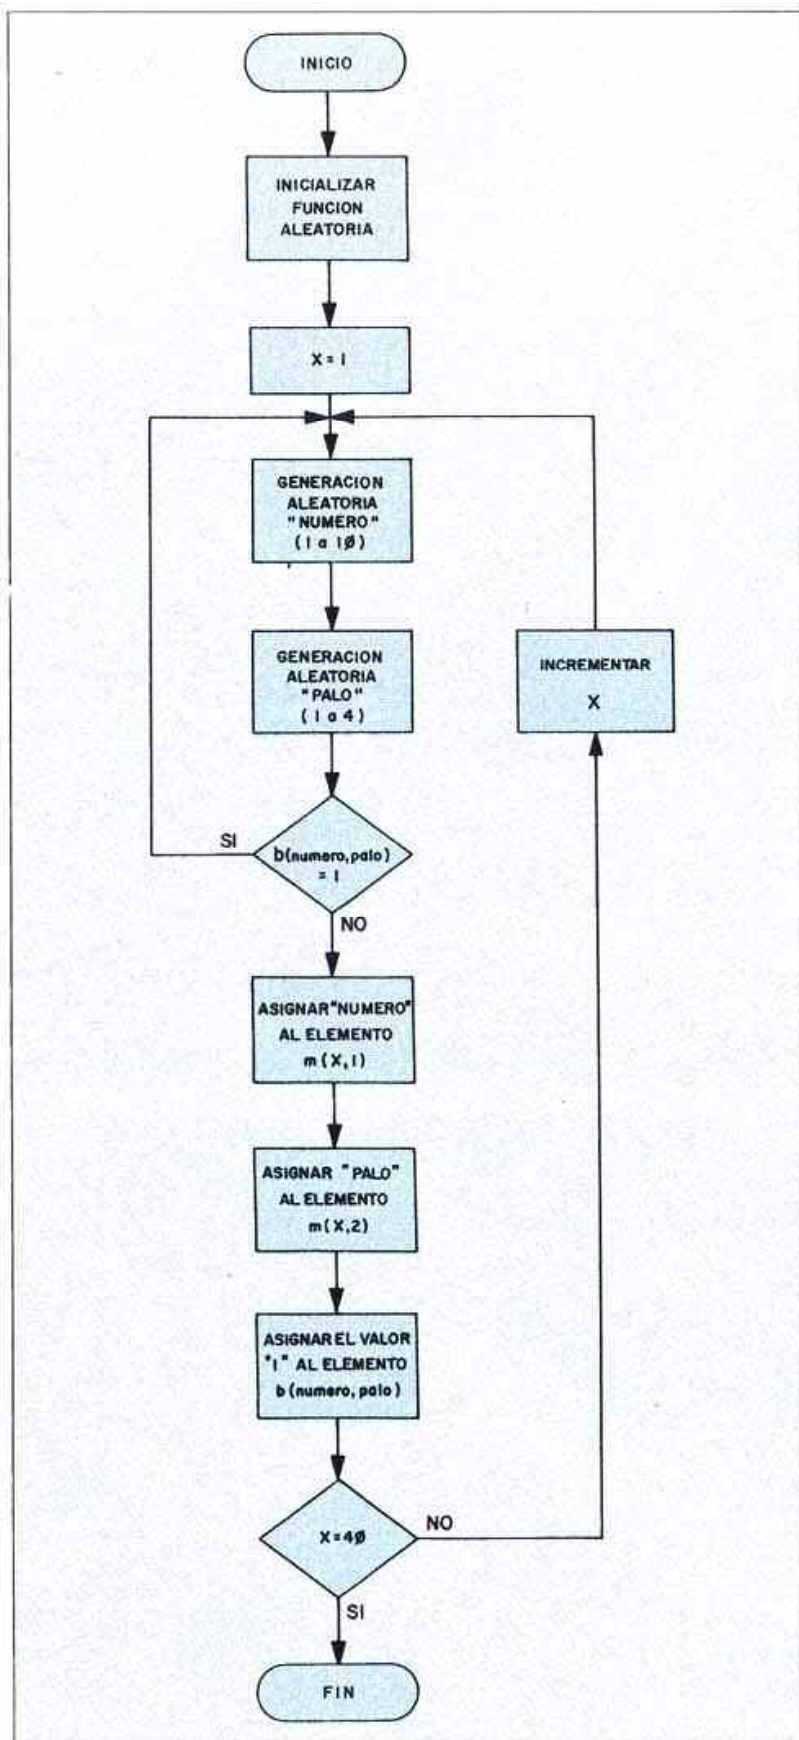 INICIO
INICIALIZAR
FUNCION
ALEATORIA
X = 1
GENERACION
ALEATORIA
"NUMERO"
(1 a 1Ø)
GENERACION
ALEATORIA
"PALO"
(1 a 4)
INCREMENTAR
X
SI
b(numero,palo)
= 1
NO
ASIGNAR "NUMERO"
AL ELEMENTO
m(X,1)
ASIGNAR "PALO"
AL ELEMENTO
m(X,2)
ASIGNAR EL VALOR
"1" AL ELEMENTO
b(numero,palo)
X=4Ø
NO
SI
FIN